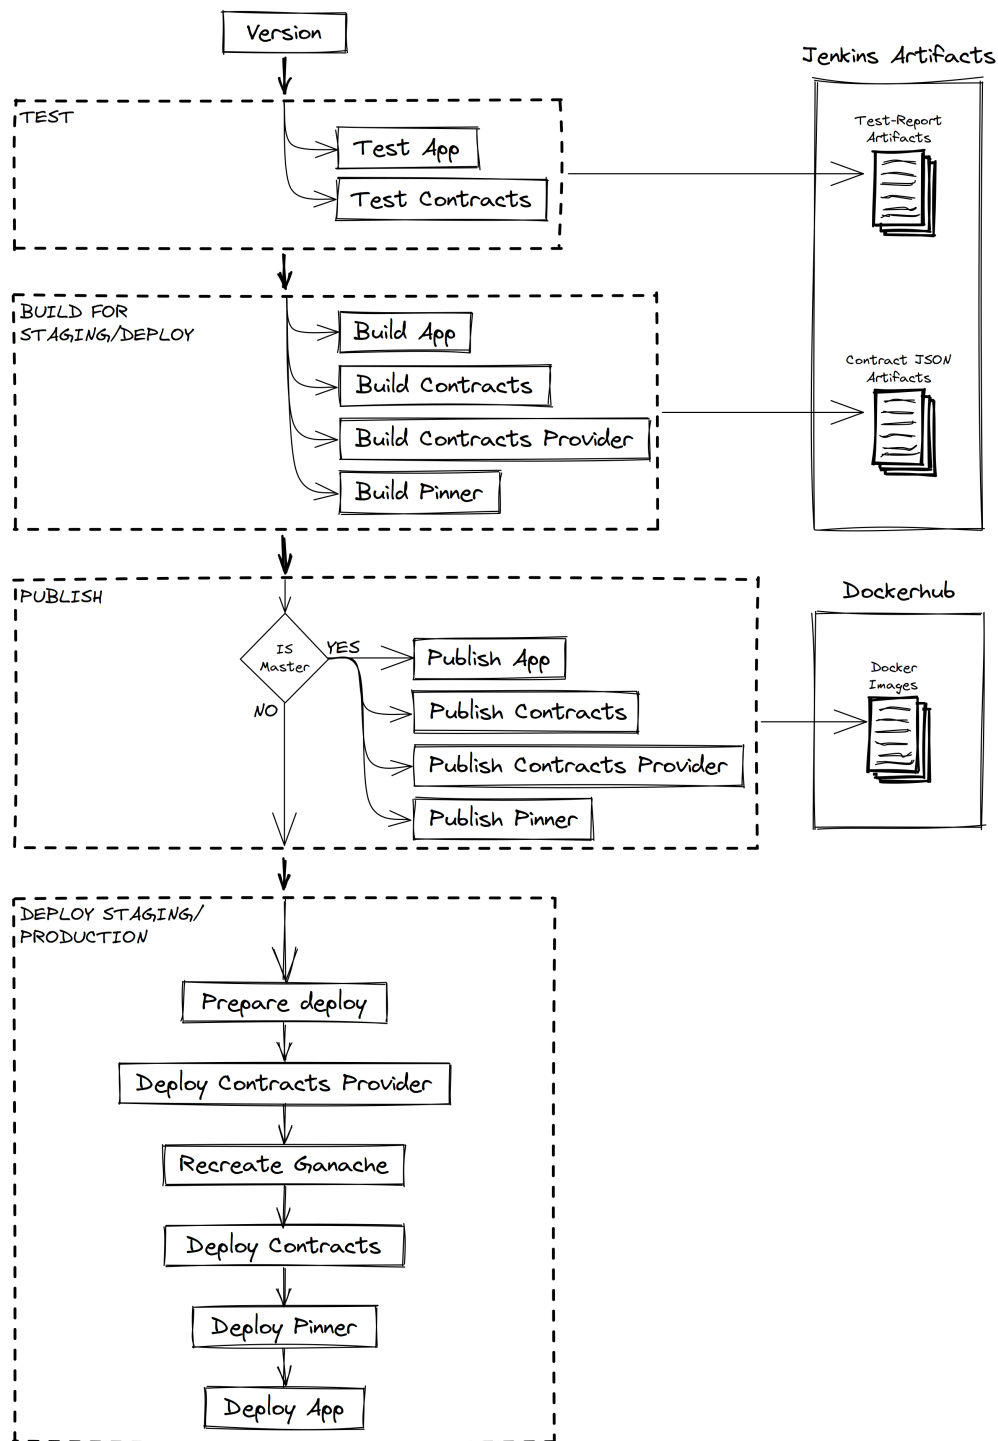 Version
Jenkins Artifacts
TEST
Test App
Test Contracts
Test-Report
Artifacts
BUILD FOR
STAGING/DEPLOY
Build App
Build Contracts
Build Contracts Provider
Build Pinner
Contract JSON
Artifacts
PUBLISH
IS
Master
YES
NO
Publish App
Publish Contracts
Publish Contracts Provider
Publish Pinner
Dockerhub
Docker
Images
DEPLOY STAGING/
PRODUCTION
Prepare deploy
Deploy Contracts Provider
Recreate Ganache
Deploy Contracts
Deploy Pinner
Deploy App